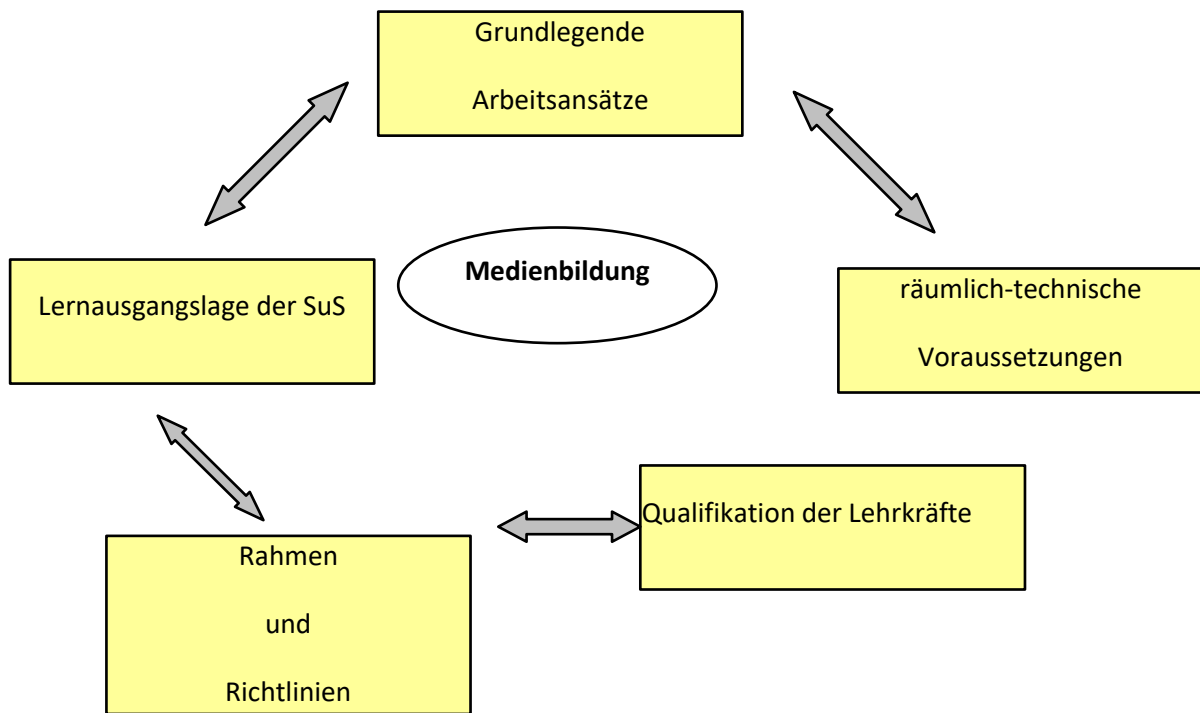 Grundlegende
Arbeitsansätze
Medienbildung
Lernausgangslage der SuS
räumlich-technische
Voraussetzungen
Qualifikation der Lehrkräfte
Rahmen
und
Richtlinien